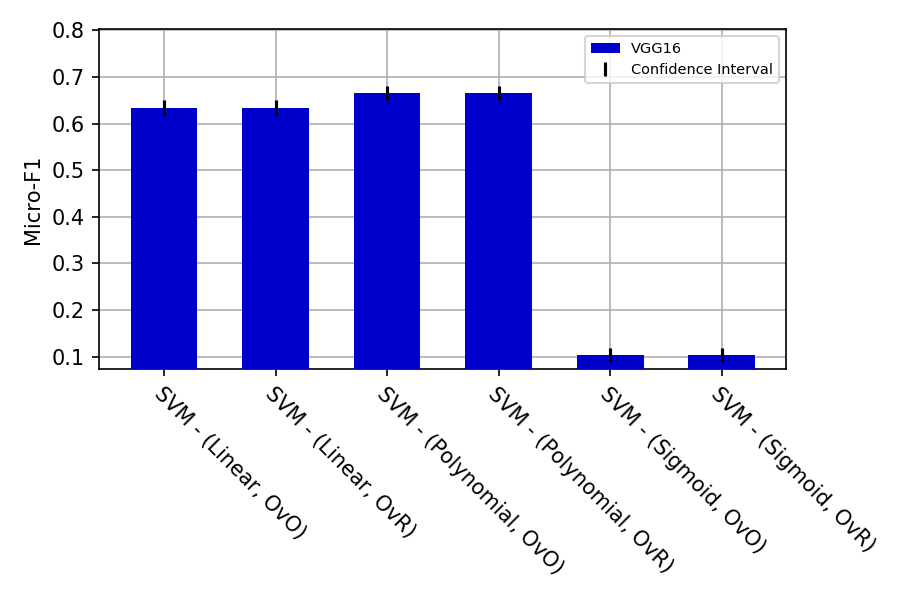 0.8
0.7
0.6
0.5
0.4
0.3
0.2
0.1
Micro-F1
VGG16
Confidence Interval
SVM - (Linear, OvO)
SVM - (Linear, OvR)
SVM - (Polynomial, OvO)
SVM - (Polynomial, OvR)
SVM - (Sigmoid, OvO)
SVM - (Sigmoid, OvR)